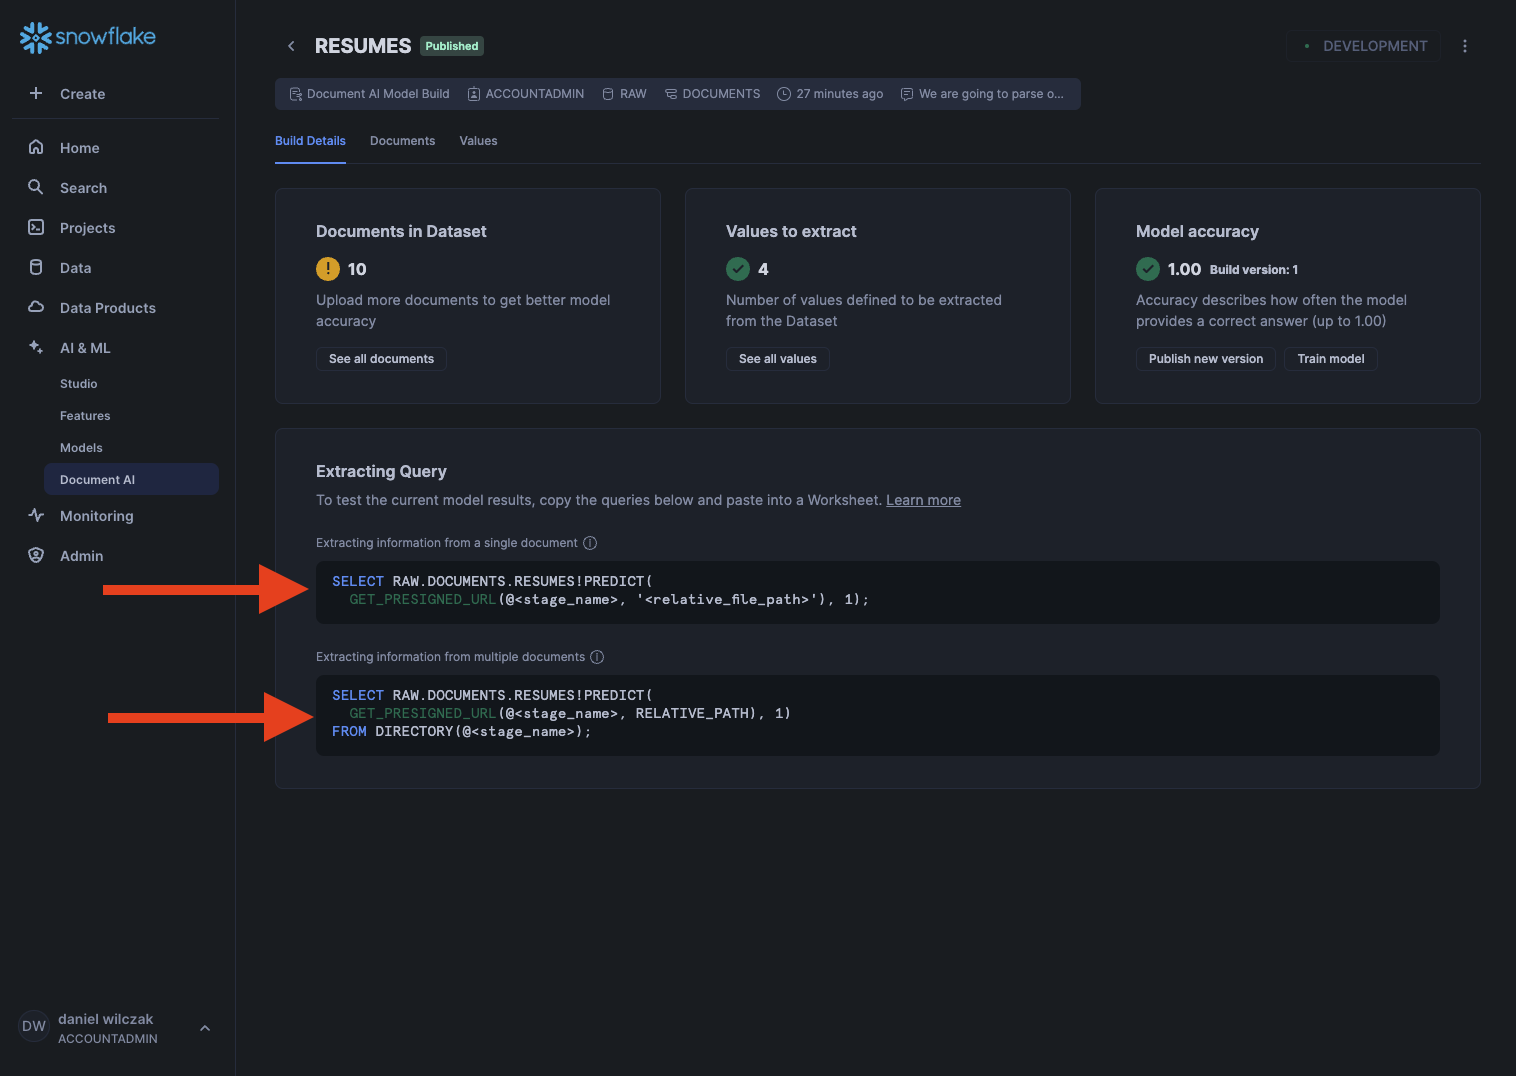 snowflake
Create
Home
Search
Projects
Data
Data Products
AI & ML
Studio
Features
Models
Document AI
Monitoring
Admin
DW
daniel wilczak
ACCOUNTADMIN
RESUMES Published
DEVELOPMENT
Document AI Model Build ACCOUNTADMIN RAW DOCUMENTS 27 minutes ago We are going to parse o...
Build Details Documents Values
Documents in Dataset
! 10
Upload more documents to get better model
accuracy
See all documents
Values to extract
4
Number of values defined to be extracted
from the Dataset
See all values
Model accuracy
1.00 Build version: 1
Accuracy describes how often the model
provides a correct answer (up to 1.00)
Publish new version Train model
Extracting Query
To test the current model results, copy the queries below and paste into a Worksheet. Learn more
Extracting information from a single document
SELECT RAW.DOCUMENTS.RESUMES!PREDICT(
GET_PRESIGNED_URL(@<stage_name>, '<relative_file_path>'), 1);
Extracting information from multiple documents
SELECT RAW.DOCUMENTS.RESUMES!PREDICT(
GET_PRESIGNED_URL(@<stage_name>, RELATIVE_PATH), 1)
FROM DIRECTORY(@<stage_name>);